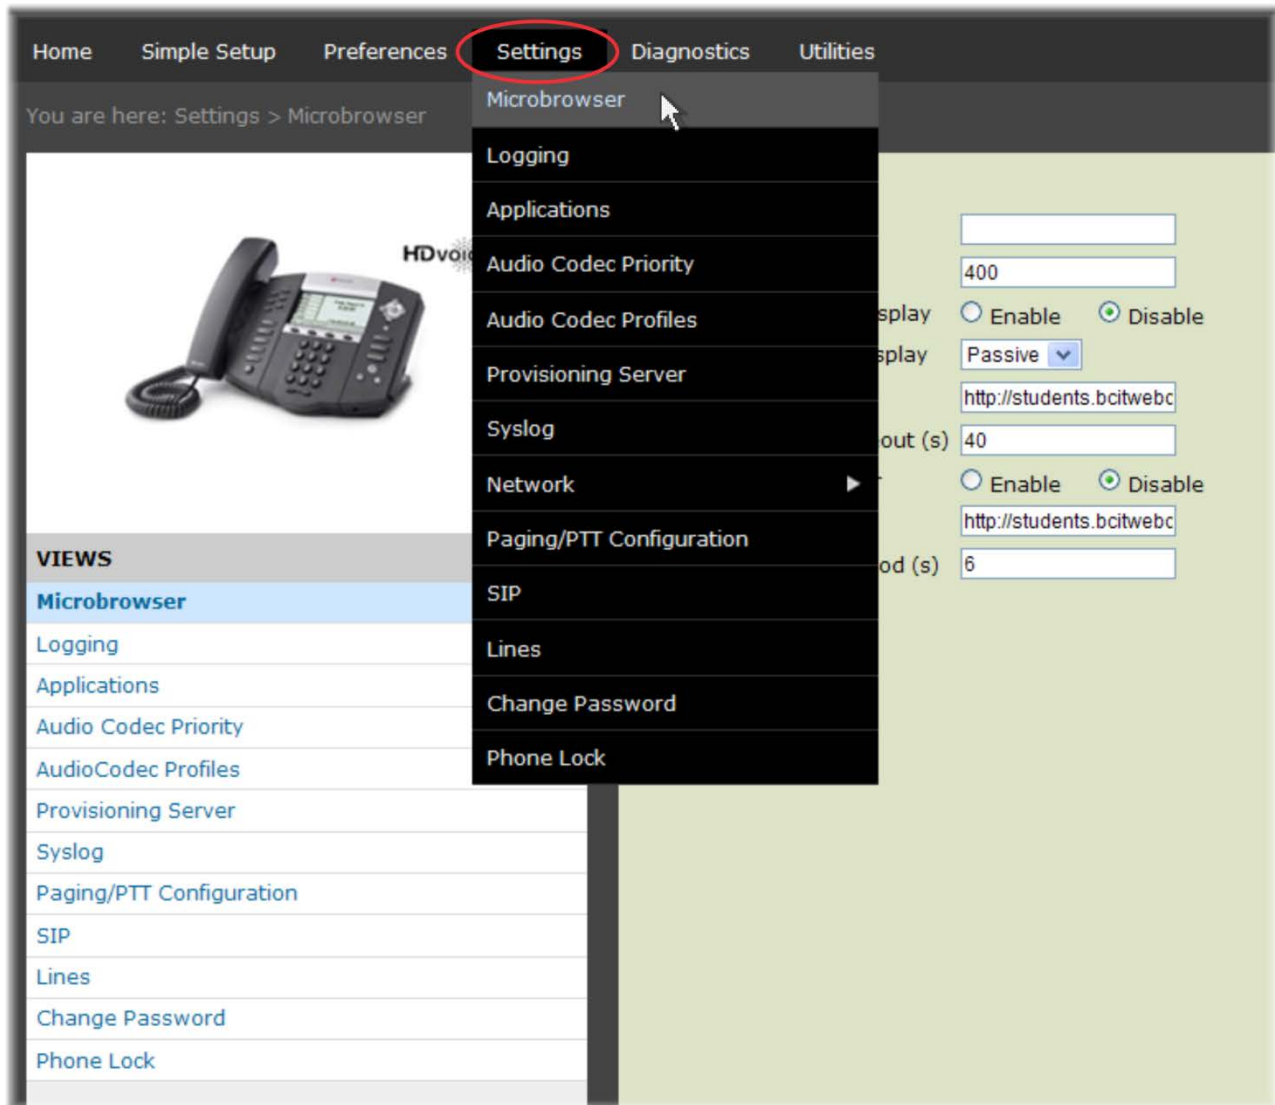 Home Simple Setup Preferences Settings Diagnostics Utilities
You are here: Settings > Microbrowser
Microbrowser
Logging
Applications
Audio Codec Priority
Audio Codec Profiles
Provisioning Server
Syslog
Network
Paging/PTT Configuration
SIP
Lines
Change Password
Phone Lock
HDvoic
400
splay Enable Disable
splay Passive
http://students.bcitwebc
out (s) 40
Enable Disable
http://students.bcitwebc
od (s) 6
VIEWS
Microbrowser
Logging
Applications
Audio Codec Priority
AudioCodec Profiles
Provisioning Server
Syslog
Paging/PTT Configuration
SIP
Lines
Change Password
Phone Lock